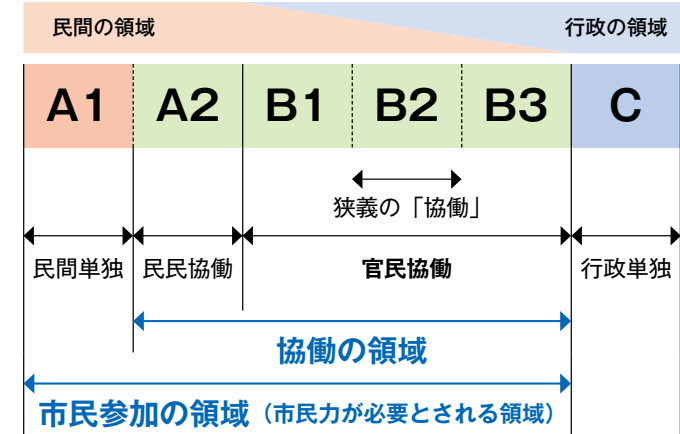 民間の領域 行政の領域
A1 A2 B1 B2 B3 C
狭義の「協働」
民間単独 民民協働 官民協働 行政単独
協働の領域
市民参加の領域（市民力が必要とされる領域）